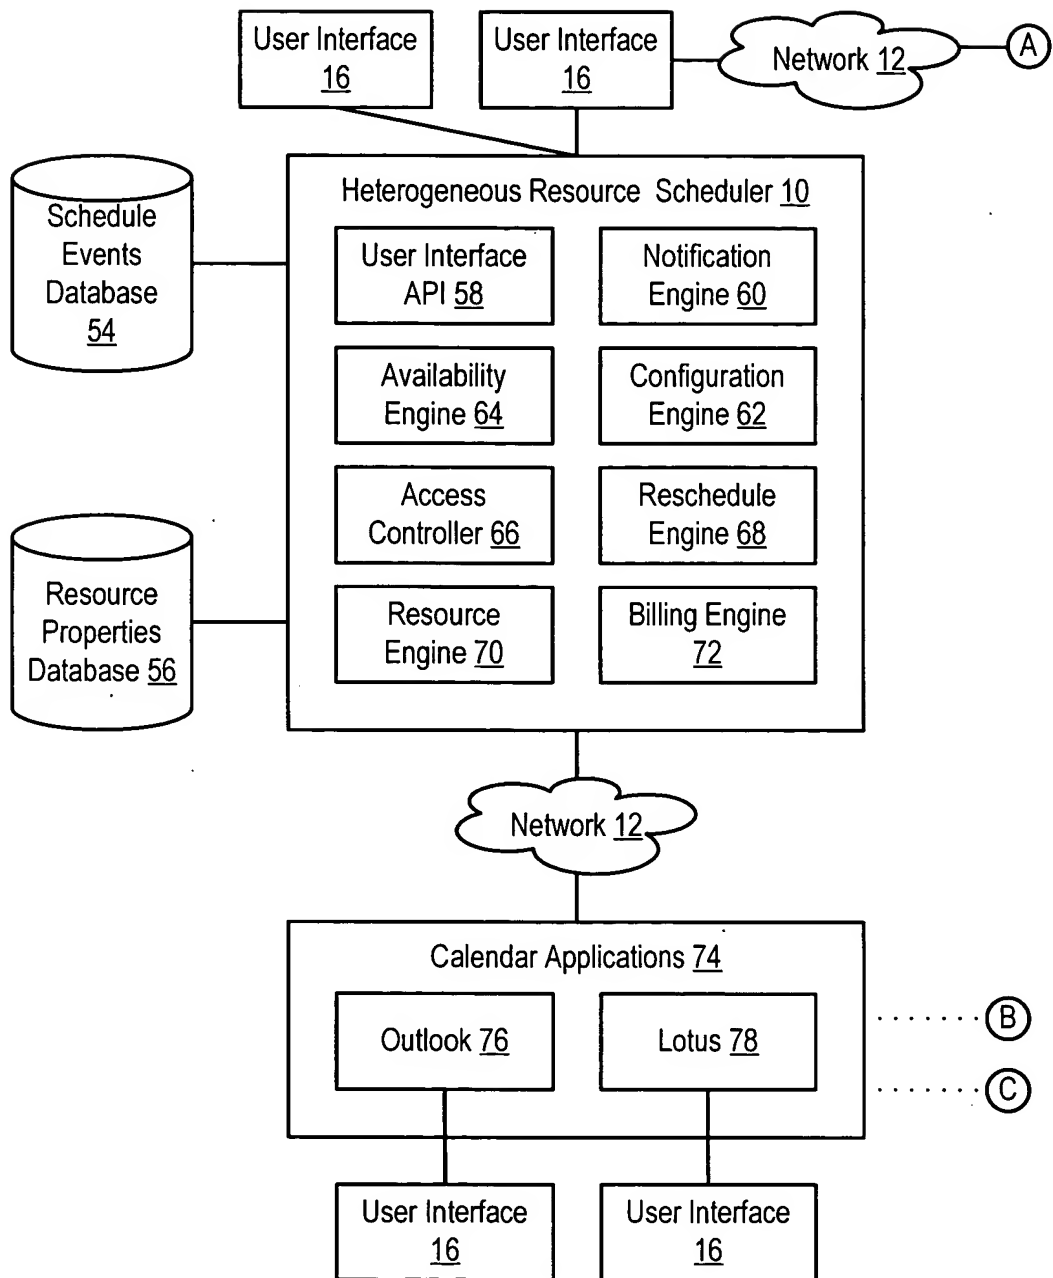 User Interface
16
User Interface
16
Network 12
A
Schedule
Events
Database
54
Heterogeneous Resource Scheduler 10
User Interface
API 58
Notification
Engine 60
Availability
Engine 64
Configuration
Engine 62
Access
Controller 66
Reschedule
Engine 68
Resource
Properties
Database 56
Resource
Engine 70
Billing Engine
72
Network 12
Calendar Applications 74
Outlook 76
Lotus 78
B
C
User Interface
16
User Interface
16